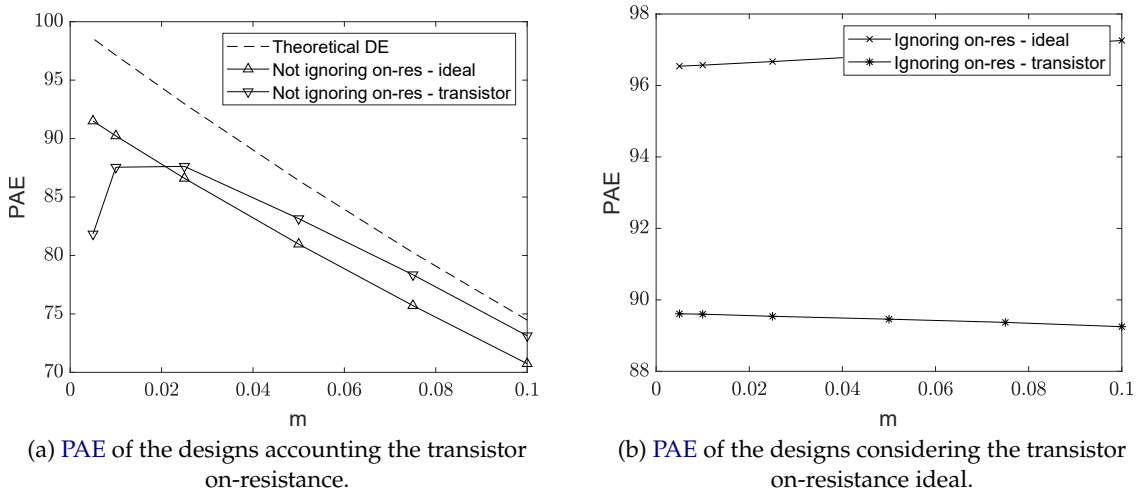 100
95
90
85
80
75
70
PAE
0
0.02
0.04
0.06
0.08
0.1
m
Theoretical DE
Not ignoring on-res - ideal
Not ignoring on-res - transistor
(a) PAE of the designs accounting the transistor
on-resistance.
98
96
94
92
90
88
PAE
0
0.02
0.04
0.06
0.08
0.1
m
Ignoring on-res - ideal
Ignoring on-res - transistor
(b) PAE of the designs considering the transistor
on-resistance ideal.